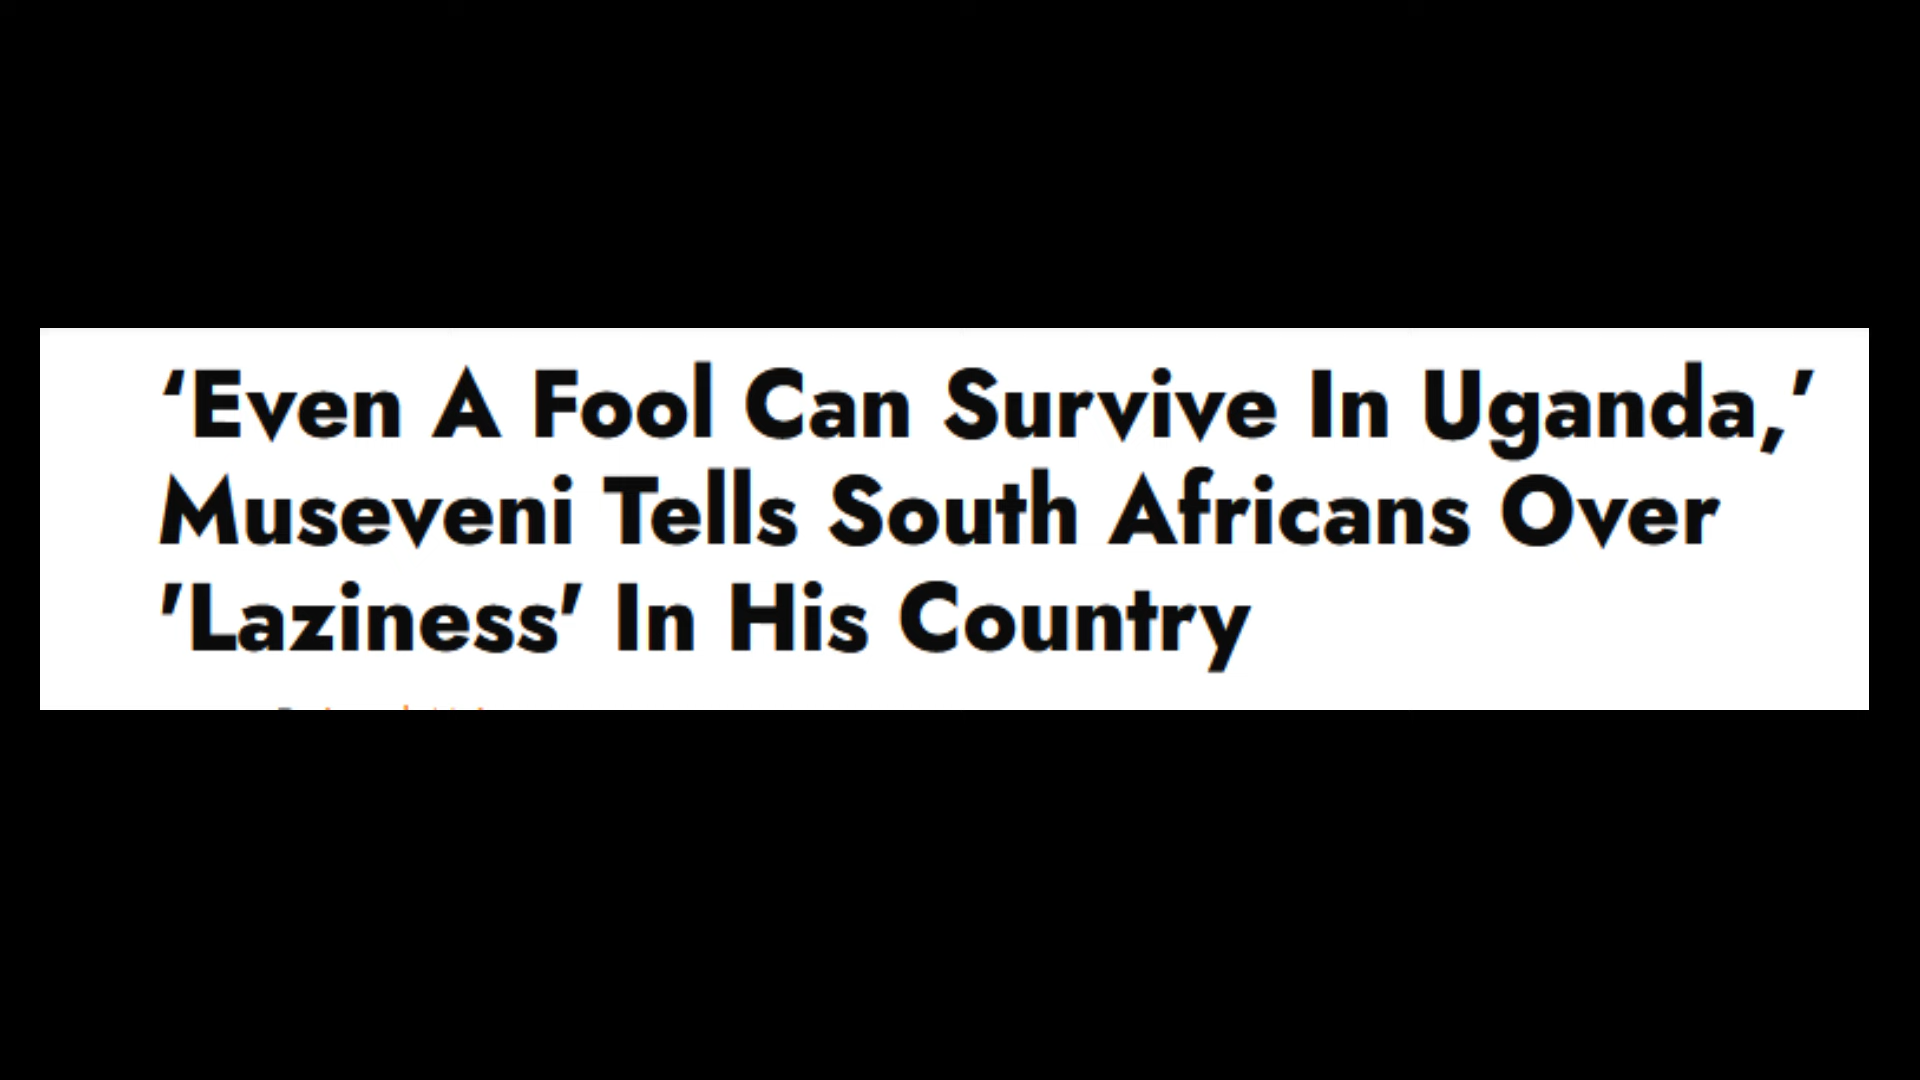 ‘Even A Fool Can Survive In Uganda,’
Museveni Tells South Africans Over
'Laziness' In His Country